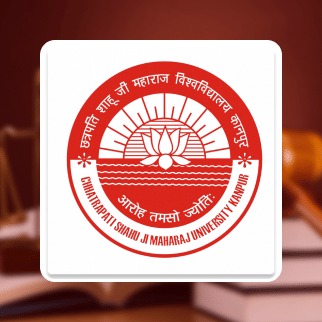 छत्रपति शाहू जी महाराज विश्वविद्यालय कानपुर
आरोह तमसो ज्योतिः
CHHATRAPATI SHAHU JI MAHARAJ UNIVERSITY KANPUR